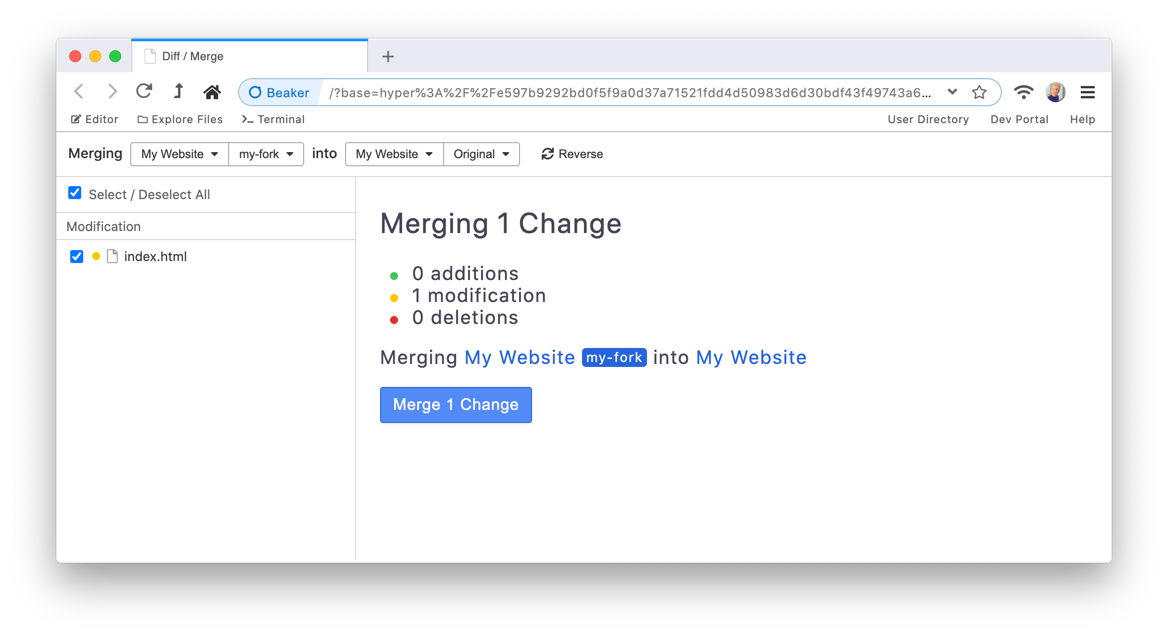 Diff / Merge
Beaker /?base=hyper%3A%2F%2Fe597b9292bd0f5f9a0d37a71521fdd4d50983d6d30bdf43f49743a6...
Editor Explore Files Terminal User Directory Dev Portal Help
Merging My Website my-fork into My Website Original Reverse
Select / Deselect All
Modification
index.html
Merging 1 Change
0 additions
1 modification
0 deletions
Merging My Website my-fork into My Website
Merge 1 Change